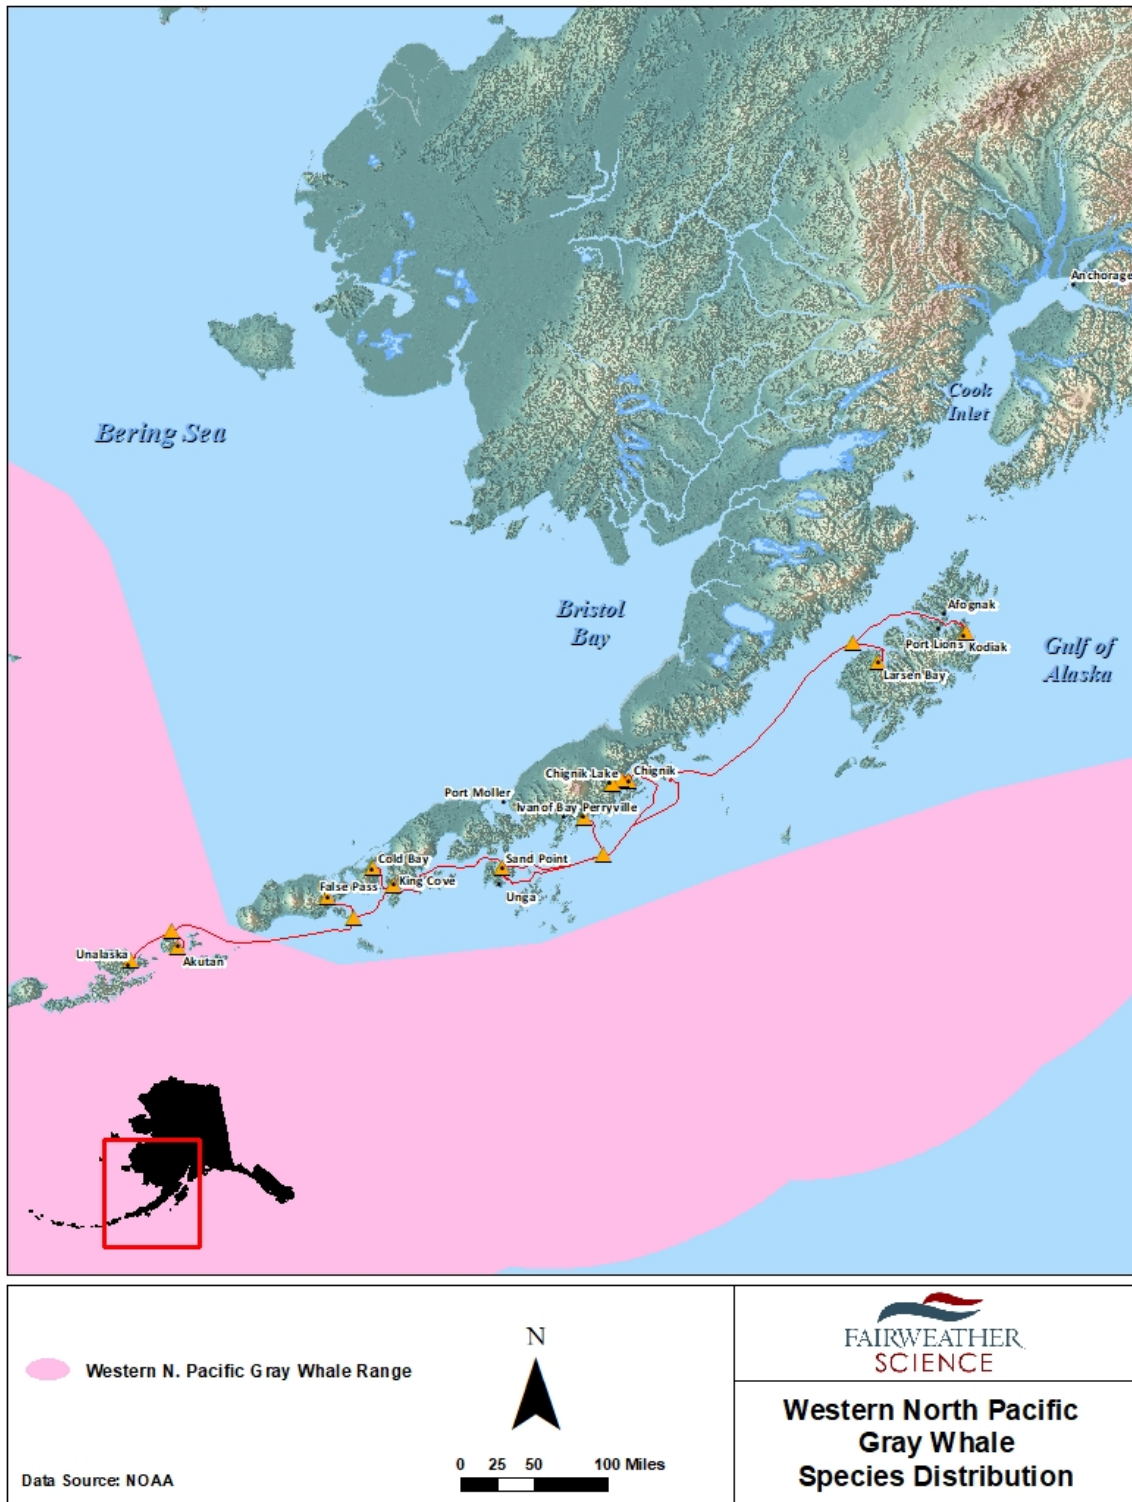 Anchorage
Cook
Inlet
Bering Sea
Bristol
Bay
Afognak
Port Lions
Kodiak
Gulf of
Alaska
Larsen Bay
Chignik Lake
Chignik
Port Moller
Ivanof Bay
Perryville
Cold Bay
Sand Point
False Pass
King Cove
Unga
Unalaska
Akutan
Western N. Pacific Gray Whale Range
N
0 25 50 100 Miles
Data Source: NOAA
FAIRWEATHER
SCIENCE
Western North Pacific
Gray Whale
Species Distribution